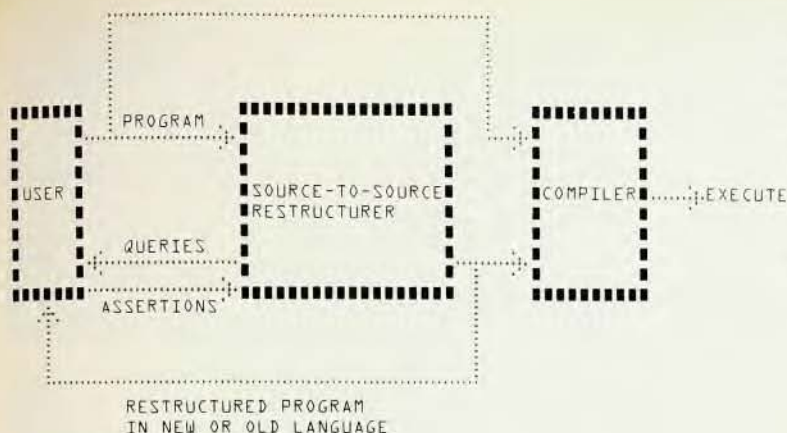 PROGRAM
USER
SOURCE-TO-SOURCE
RESTRUCTURER
COMPILER
EXECUTE
QUERIES
ASSERTIONS
RESTRUCTURED PROGRAM
IN NEW OR OLD LANGUAGE